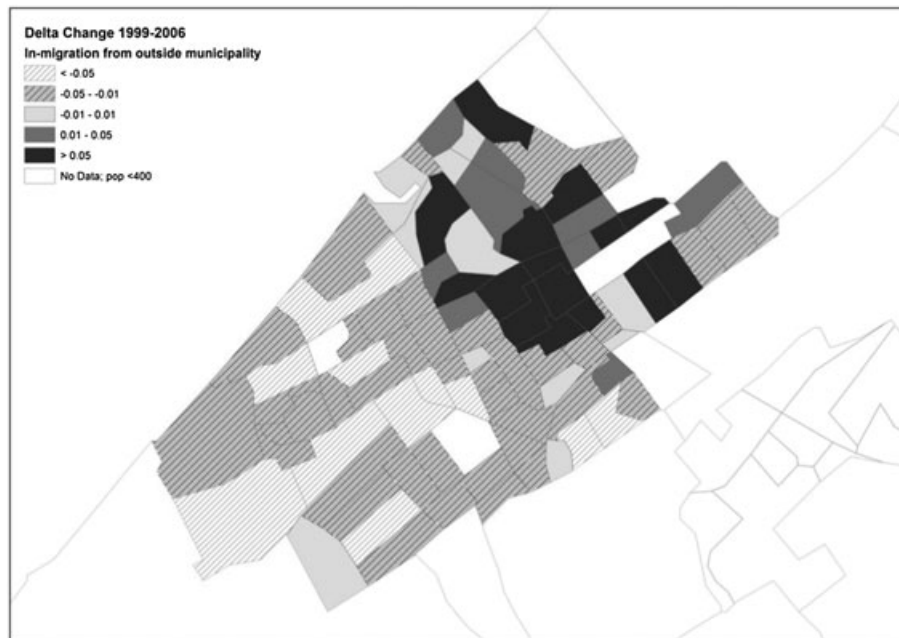 Delta Change 1999-2006
In-migration from outside municipality
< -0.05
-0.05 - -0.01
-0.01 - 0.01
0.01 - 0.05
> 0.05
No Data; pop <400